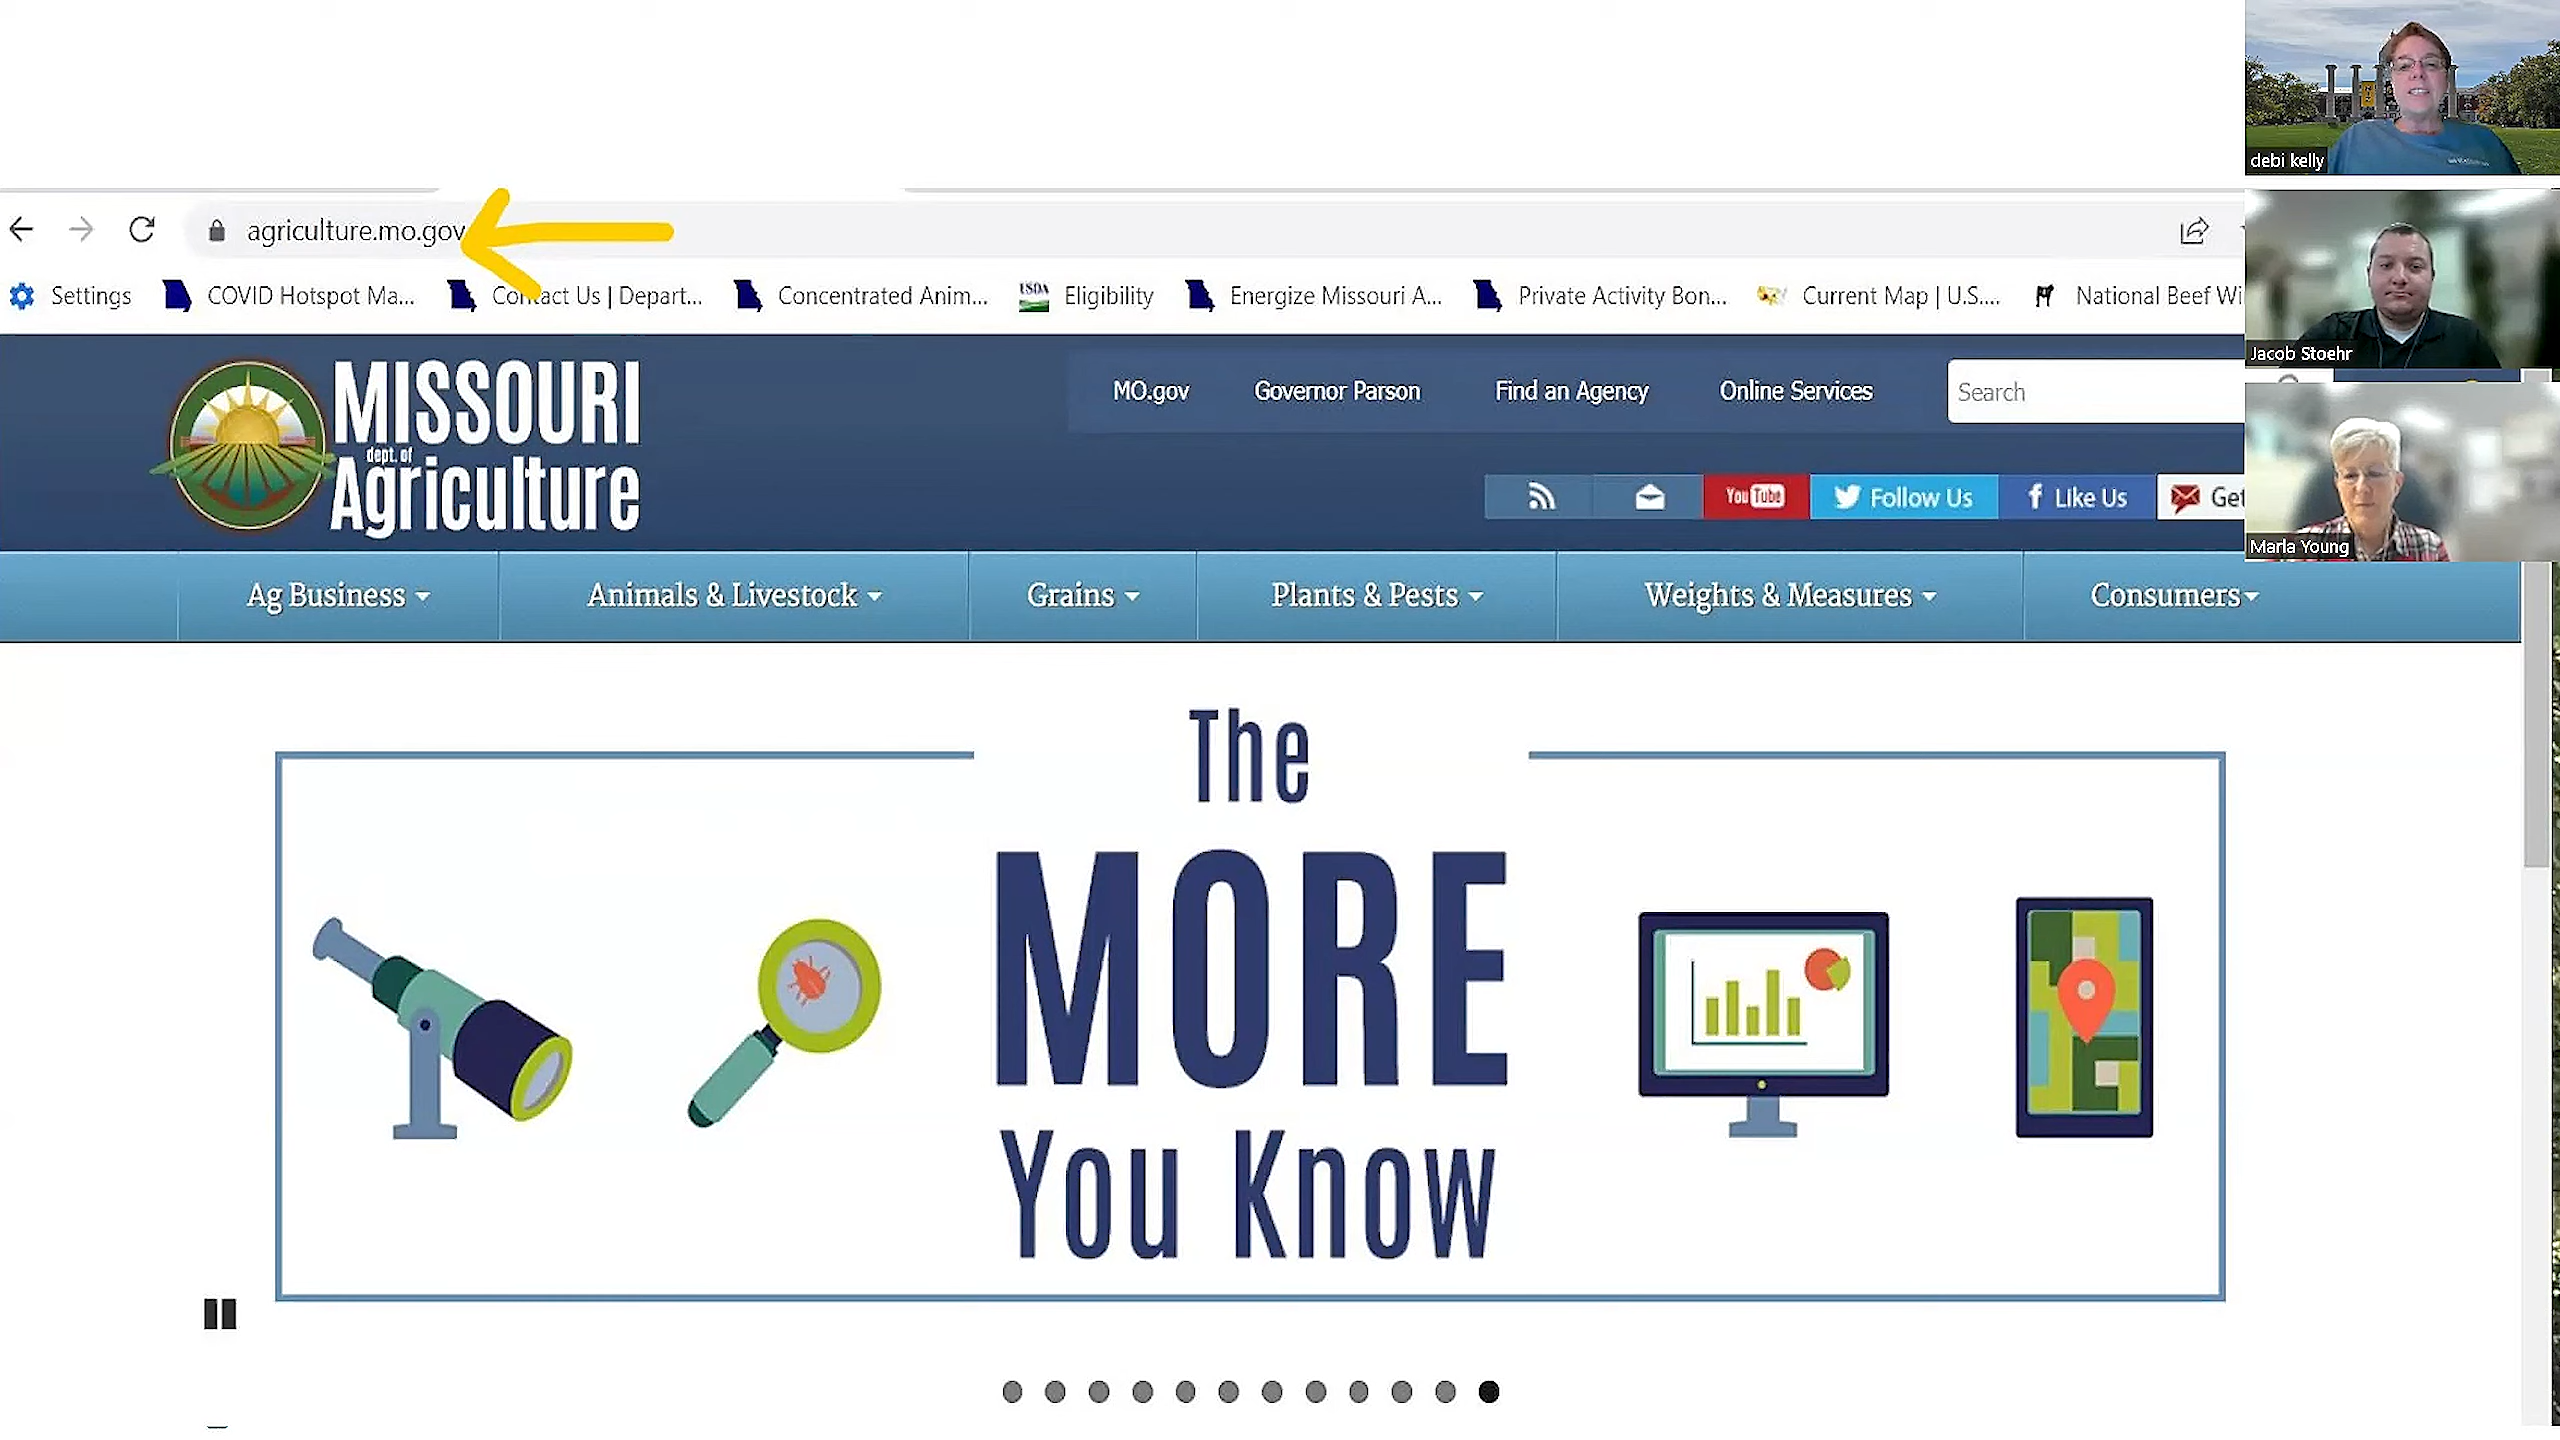 debi kelly
agriculture.mo.gov
Settings COVID Hotspot Ma... Contact Us | Depart... Concentrated Anim... USDA Eligibility Energize Missouri A... Private Activity Bon... Current Map | U.S.... National Beef Wi
Jacob Stoehr
MISSOURI
dept. of
Agriculture
MO.gov Governor Parson Find an Agency Online Services Search
YouTube Follow Us f Like Us Get
Marla Young
Ag Business Animals & Livestock Grains Plants & Pests Weights & Measures Consumers
The
MORE
You Know